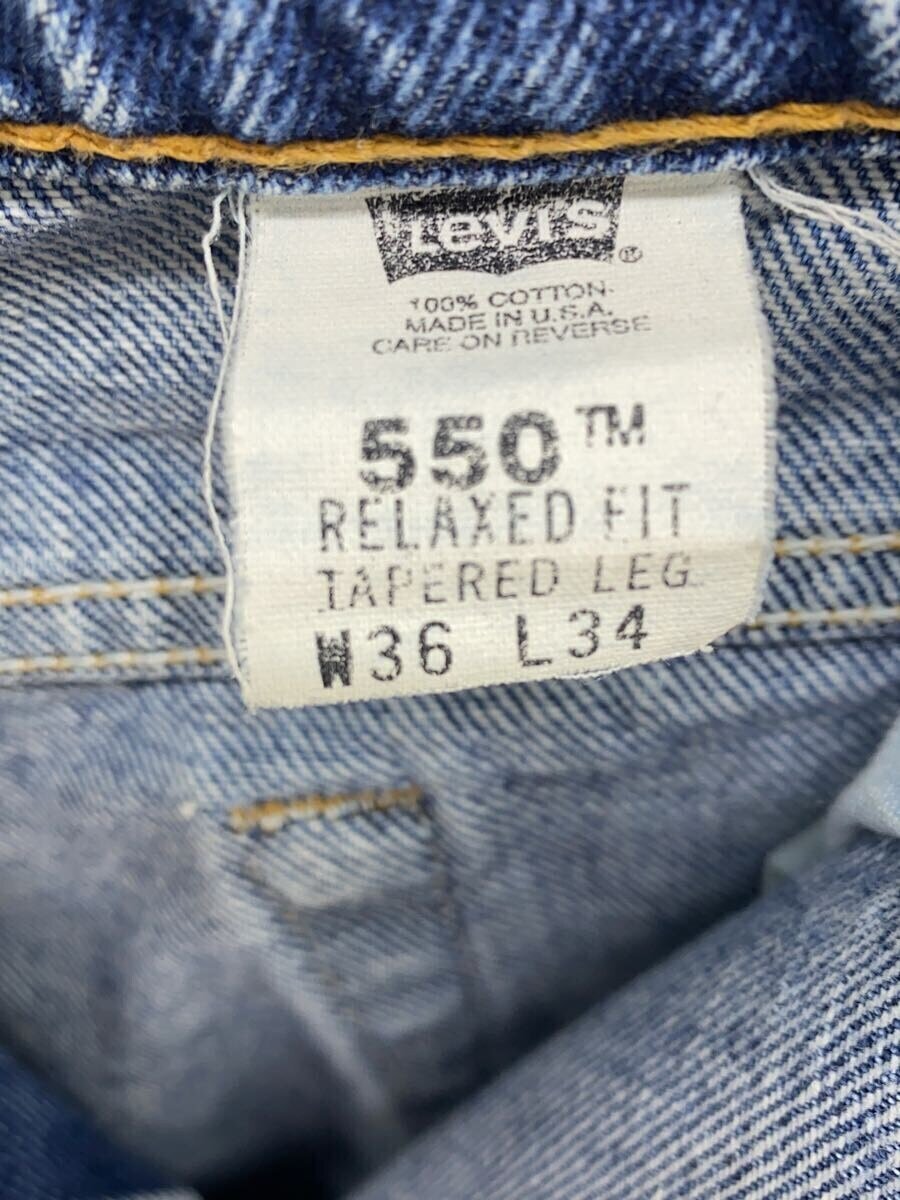 Levi's®
100% COTTON
MADE IN U.S.A.
CARE ON REVERSE
550™
RELAXED FIT
TAPERED LEG
W36 L34